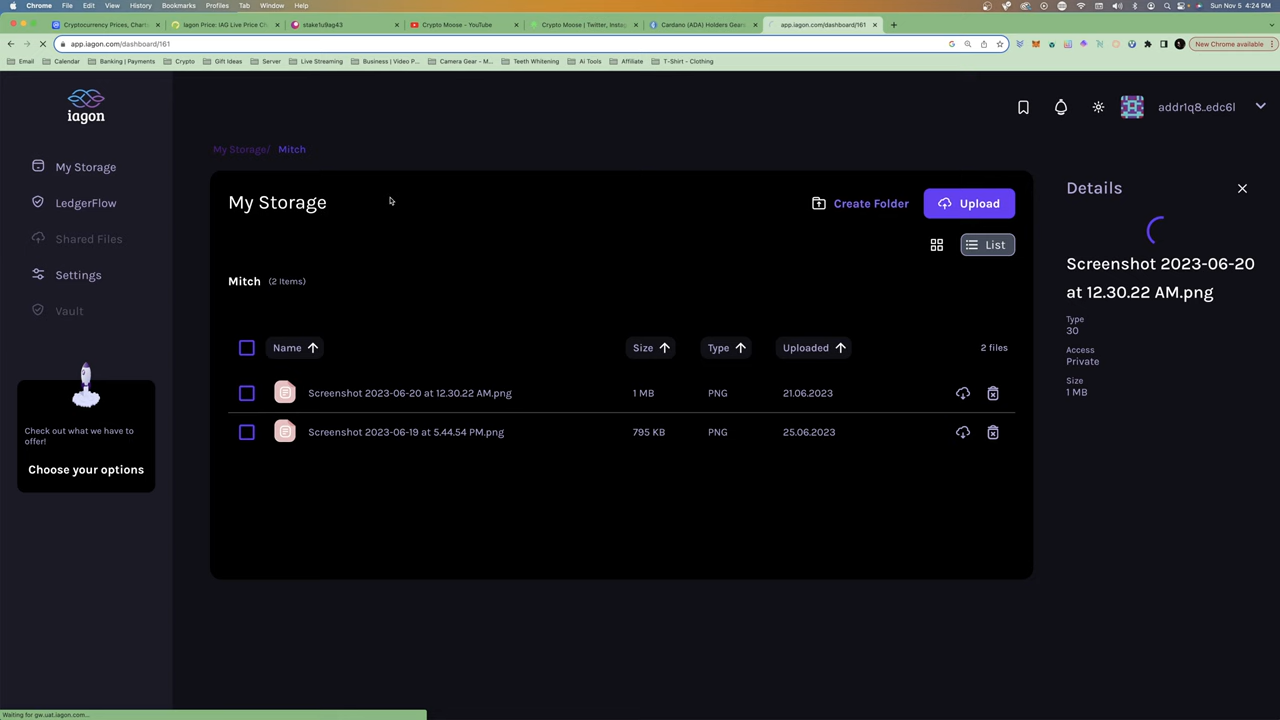 Chrome File Edit View History Bookmarks Profiles Tab Window Help
Sun Nov 5 4:24 PM
Cryptocurrency Prices, Chart
Iagon Price: IAG Live Price C
stake1u9ag43
Crypto Moose - YouTube
Crypto Moose | Twitter, Insta
Cardano (ADA) Holders Gears
app.iagon.com/dashboard/161
app.iagon.com/dashboard/161
New Chrome available
Email Calendar Banking | Payments Crypto Gift Ideas Server Live Streaming Business | Video P... Camera Gear - M... Teeth Whitening Ai Tools Affiliate T-Shirt - Clothing
iagon
addr1q8..edc6l
My Storage
LedgerFlow
Shared Files
Settings
Vault
Check out what we have to
offer!
Choose your options
My Storage/ Mitch
My Storage
Create Folder
Upload
List
Mitch (2 Items)
Name Size Type Uploaded 2 files
Screenshot 2023-06-20 at 12.30.22 AM.png 1 MB PNG 21.06.2023
Screenshot 2023-06-19 at 5.44.54 PM.png 795 KB PNG 25.06.2023
Details
Screenshot 2023-06-20
at 12.30.22 AM.png
Type
30
Access
Private
Size
1 MB
Waiting for gw.uat.iagon.com...